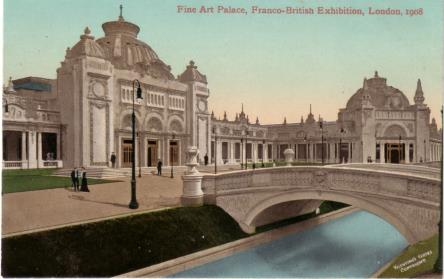 Fine Art Palace, Franco-British Exhibition, London, 1908